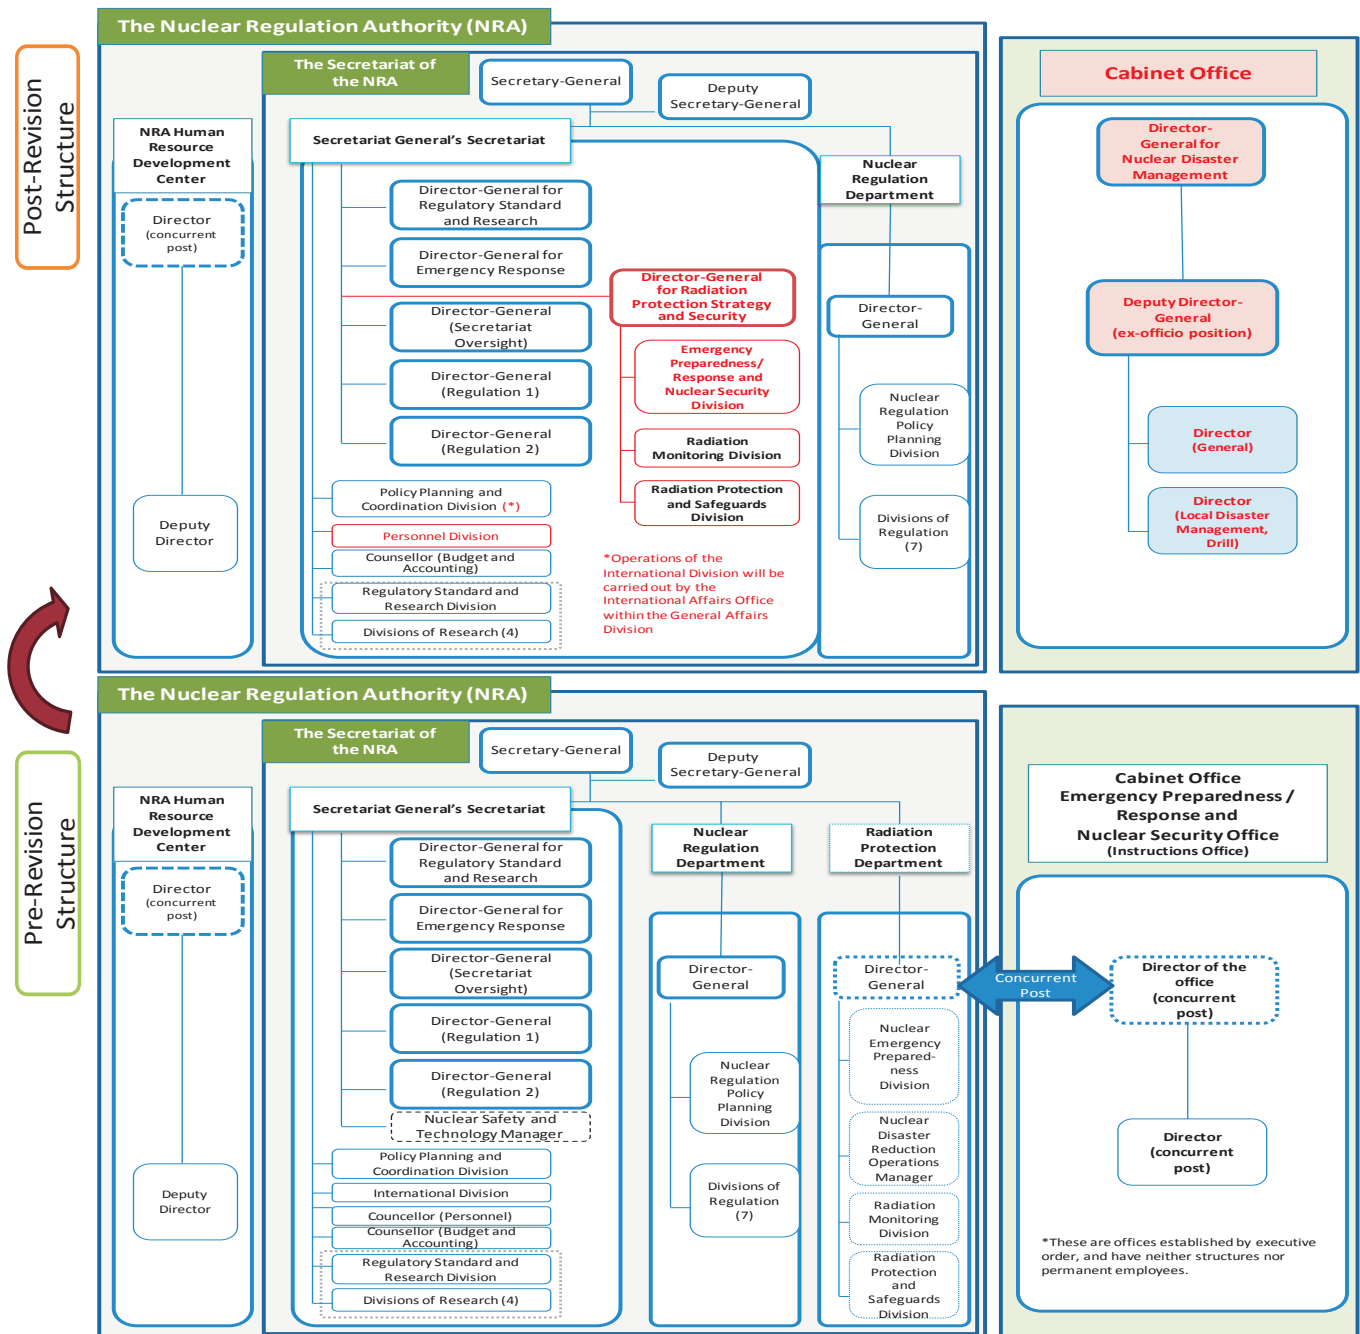 The Nuclear Regulation Authority (NRA)
Post-Revision
Structure
The Secretariat of
the NRA
Secretary-General
Deputy
Secretary-General
NRA Human
Resource
Development
Center
Director
(concurrent
post)
Deputy
Director
Secretariat General's Secretariat
Director-General for
Regulatory Standard
and Research
Director-General for
Emergency Response
Director-General
(Secretariat
Oversight)
Director-General
(Regulation 1)
Director-General
(Regulation 2)
Policy Planning and
Coordination Division (*)
Personnel Division
Counsellor (Budget and
Accounting)
Regulatory Standard and
Research Division
Divisions of Research (4)
Director-General
for Radiation
Protection Strategy
and Security
Emergency
Preparedness/
Response and
Nuclear Security
Division
Radiation
Monitoring Division
Radiation Protection
and Safeguards
Division
*Operations of the
International Division will be
carried out by the
International Affairs Office
within the General Affairs
Division
Nuclear
Regulation
Department
Director-
General
Nuclear
Regulation
Policy
Planning
Division
Divisions of
Regulation
(7)
Cabinet Office
Director-
General for
Nuclear Disaster
Management
Deputy Director-
General
(ex-officio position)
Director
(General)
Director
(Local Disaster
Management,
Drill)
The Nuclear Regulation Authority (NRA)
Pre-Revision
Structure
The Secretariat of
the NRA
Secretary-General
Deputy
Secretary-General
NRA Human
Resource
Development
Center
Director
(concurrent
post)
Deputy
Director
Secretariat General's Secretariat
Director-General for
Regulatory Standard
and Research
Director-General for
Emergency Response
Director-General
(Secretariat
Oversight)
Director-General
(Regulation 1)
Director-General
(Regulation 2)
Nuclear Safety and
Technology Manager
Policy Planning and
Coordination Division
International Division
Councellor (Personnel)
Counsellor (Budget and
Accounting)
Regulatory Standard and
Research Division
Divisions of Research (4)
Nuclear
Regulation
Department
Director-
General
Nuclear
Regulation
Policy
Planning
Division
Divisions of
Regulation
(7)
Radiation
Protection
Department
Director-
General
Nuclear
Emergency
Prepared-
ness
Division
Nuclear
Disaster
Reduction
Operations
Manager
Radiation
Monitoring
Division
Radiation
Protection
and
Safeguards
Division
Concurrent
Post
Cabinet Office
Emergency Preparedness /
Response and
Nuclear Security Office
(Instructions Office)
Director of the
office
(concurrent
post)
Director
(concurrent
post)
*These are offices established by executive
order, and have neither structures nor
permanent employees.